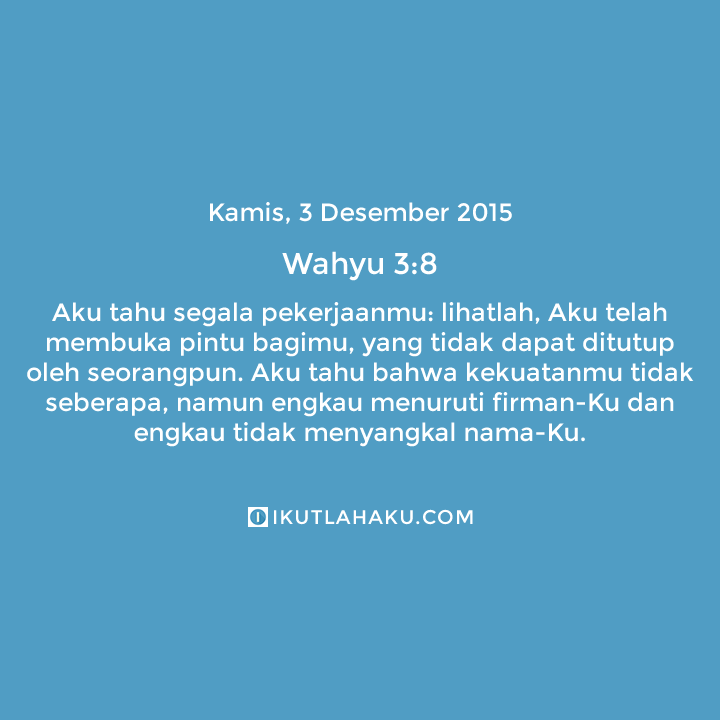 Kamis, 3 Desember 2015
Wahyu 3:8
Aku tahu segala pekerjaanmu: lihatlah, Aku telah
membuka pintu bagimu, yang tidak dapat ditutup
oleh seorangpun. Aku tahu bahwa kekuatanmu tidak
seberapa, namun engkau menuruti firman-Ku dan
engkau tidak menyangkal nama-Ku.
IKUTLAHAKU.COM